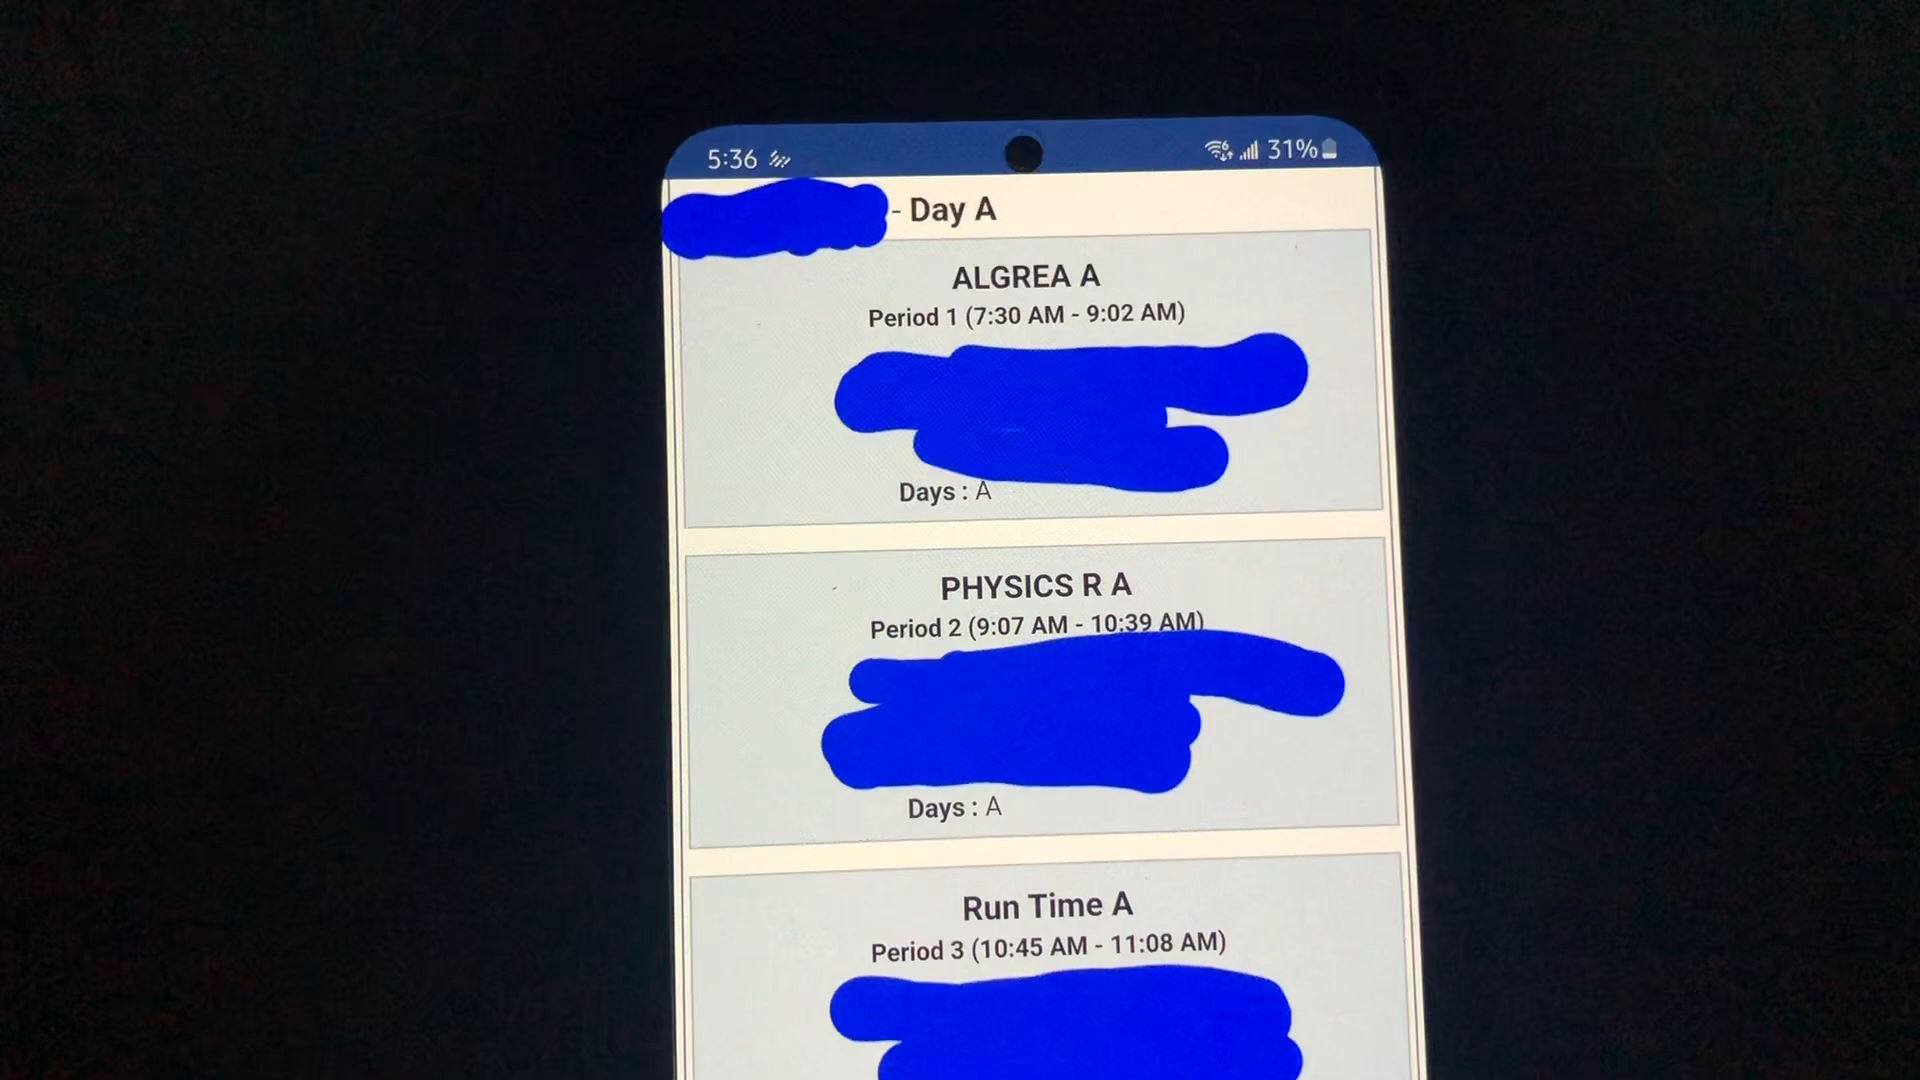 5:36 31%
- Day A
ALGREA A
Period 1 (7:30 AM - 9:02 AM)
Days : A
PHYSICS R A
Period 2 (9:07 AM - 10:39 AM)
Days : A
Run Time A
Period 3 (10:45 AM - 11:08 AM)